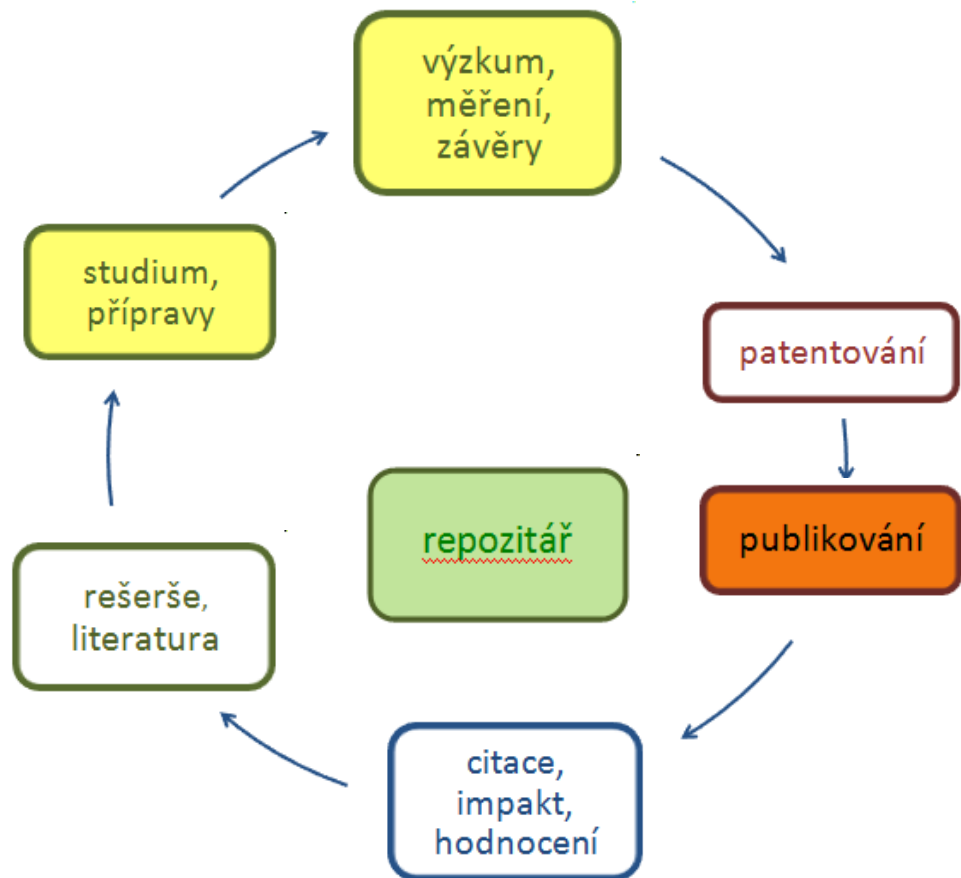 výzkum,
měření,
závěry
studium,
přípravy
patentování
repozitář
publikování
rešerše,
literatura
citace,
impakt,
hodnocení